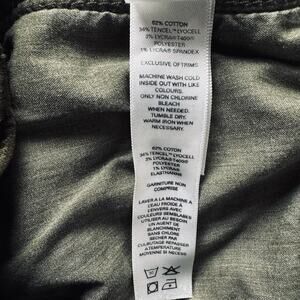 62% COTTON
34% TENCEL™ LYOCELL
3% LYCRA® T400®
POLYESTER
1% LYCRA® SPANDEX
EXCLUSIVE OF TRIMS
MACHINE WASH COLD
INSIDE OUT WITH LIKE
COLOURS.
ONLY NON CHLORINE
BLEACH
WHEN NEEDED.
TUMBLE DRY.
WARM IRON WHEN
NECESSARY.
62% COTON
34% TENCEL™ LYOCELL
3% LYCRA® T400®
POLYESTER
1% LYCRA®
ELASTHANNE
GARNITURE NON
COMPRISE
LAVER A LA MACHINE A
L'EAU FROIDE A
L'ENVERS AVEC
COULEURS SEMBLABLES
UTILISER AU BESOIN
UN AGENT DE
BLANCHIMENT
SANS CHLORE
SECHER PAR
CULBUTAGE REPASSER
A TEMPERATURE
MOYENNE SI NECESS